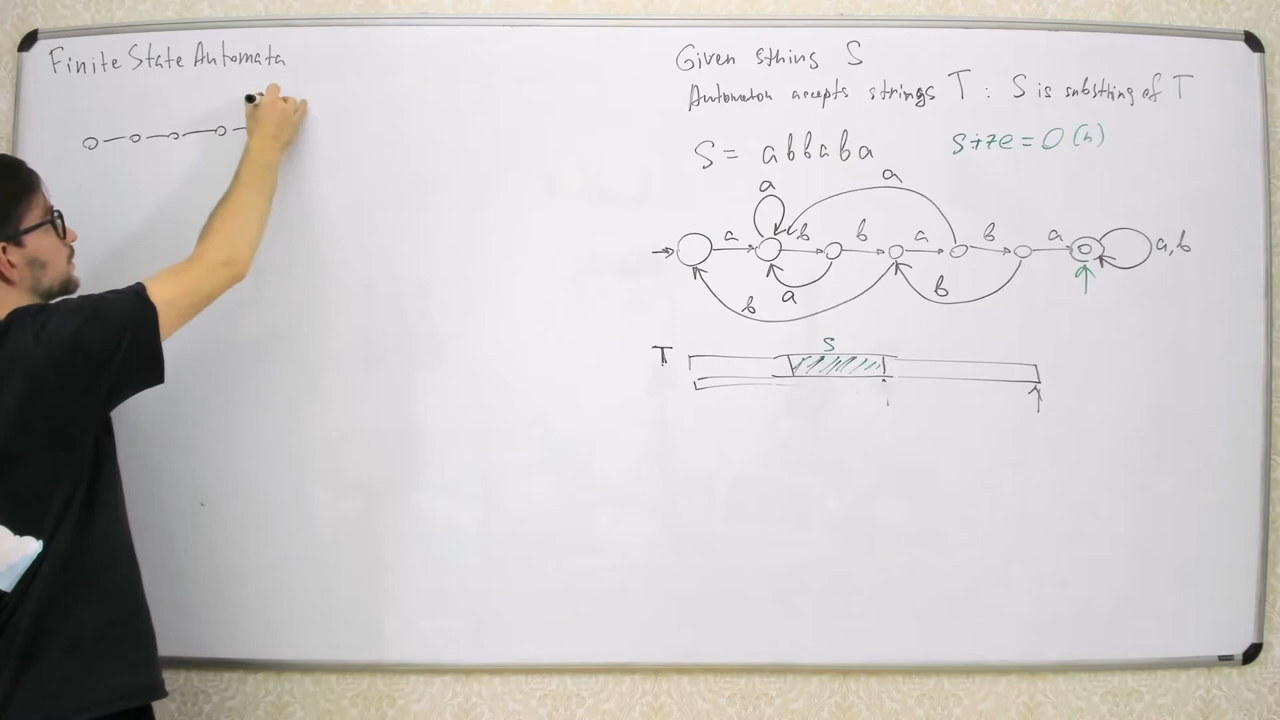 Finite State Automata
Given string S
Automaton accepts strings T : S is substring of T
S = abbaba
size = O(n)
a
a
a b b a b a a,b
b a b
T S